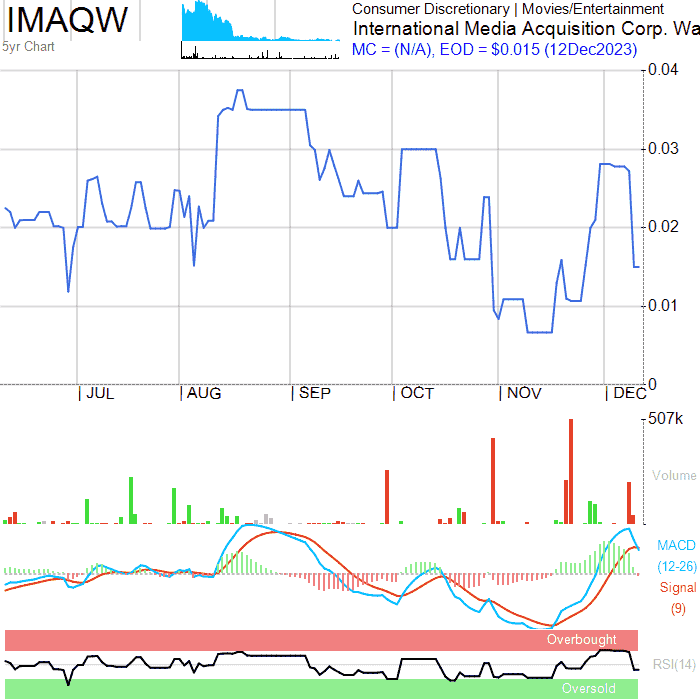 IMAQW
5yr Chart
Consumer Discretionary | Movies/Entertainment
International Media Acquisition Corp. Wa
MC = (N/A), EOD = $0.015 (12Dec2023)
0.04
0.03
0.02
0.01
0
JUL
AUG
SEP
OCT
NOV
DEC
507k
Volume
MACD
(12-26)
Signal
(9)
Overbought
RSI(14)
Oversold